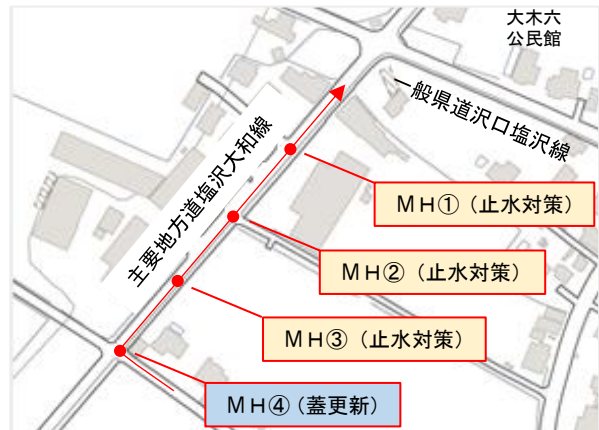 大木六
公民館
一般県道沢口塩沢線
主要地方道塩沢大和線
ＭＨ①（止水対策）
ＭＨ②（止水対策）
ＭＨ③（止水対策）
ＭＨ④（蓋更新）